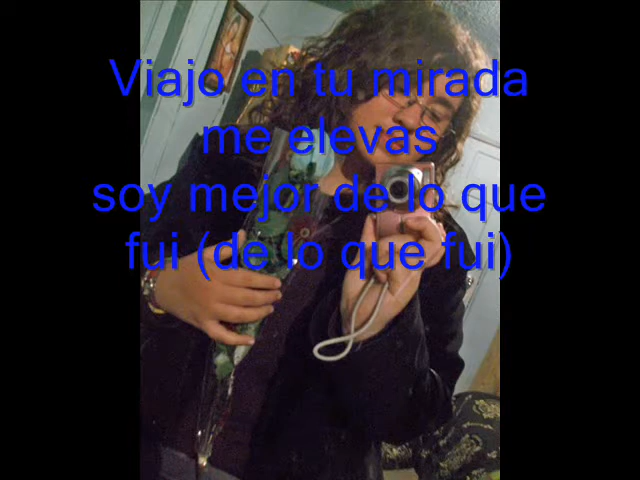 Viajo en tu mirada
me elevas
soy mejor de lo que
fui (de lo que fui)